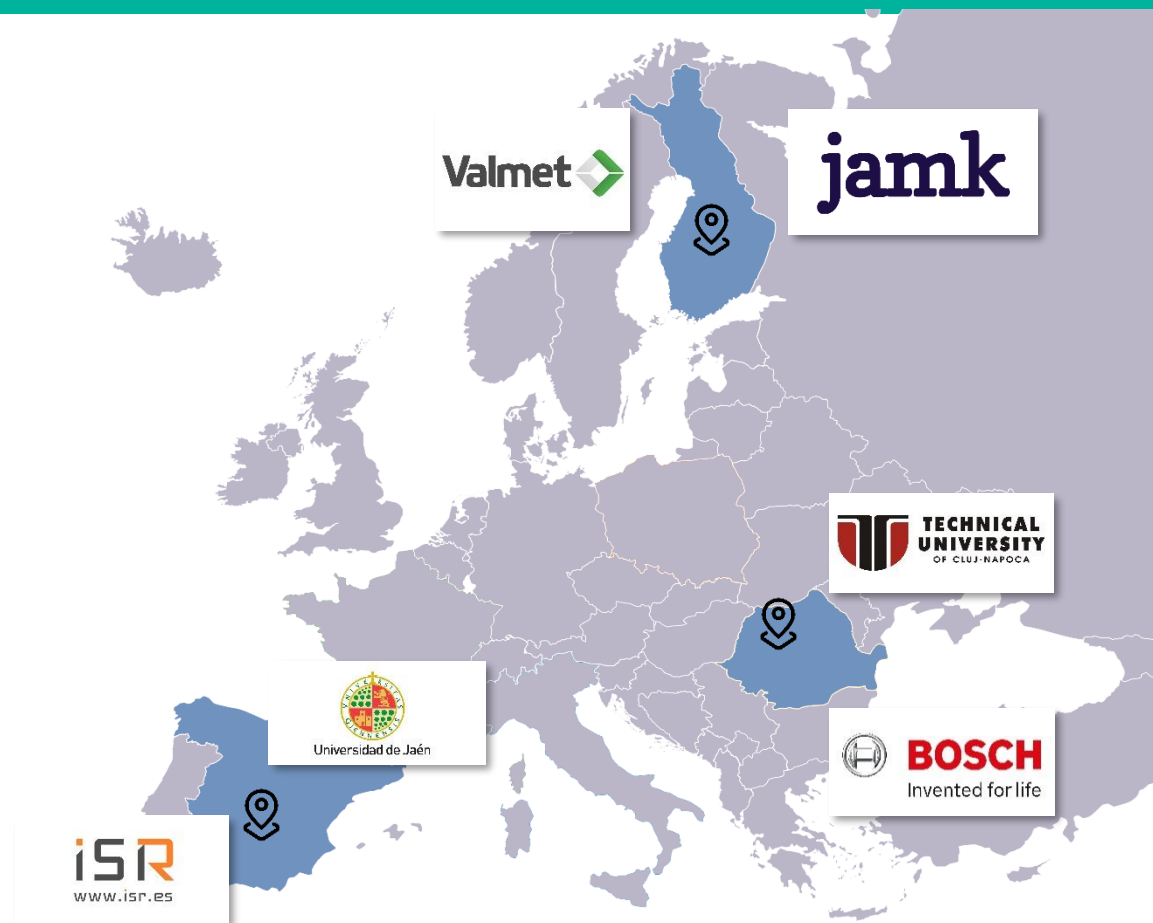 Valmet
jamk
TECHNICAL
UNIVERSITY
OF CLUJ-NAPOCA
Universidad de Jaén
BOSCH
Invented for life
iSR
www.isr.es